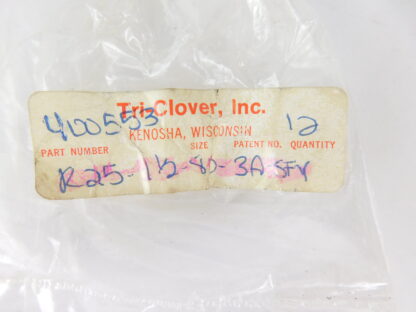 Tri-Clover, Inc.
400553 KENOSHA, WISCONSIN 12
PART NUMBER SIZE PATENT NO. QUANTITY
R25-1½-80-3A SFY